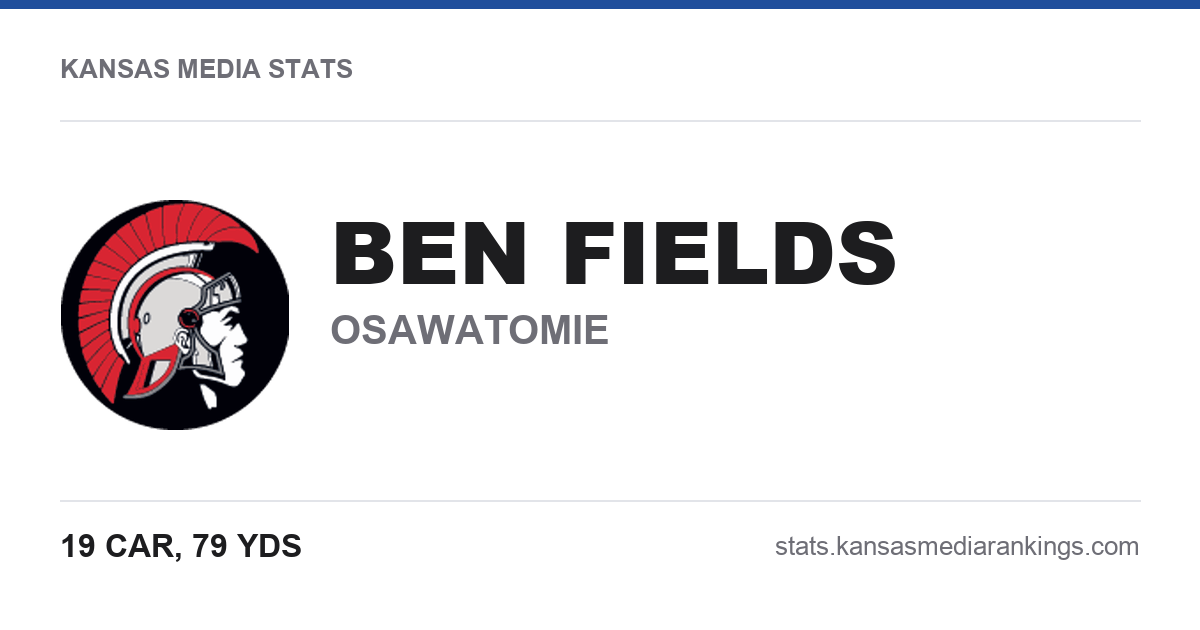 KANSAS MEDIA STATS
BEN FIELDS
OSAWATOMIE
19 CAR, 79 YDS
stats.kansasmediarankings.com